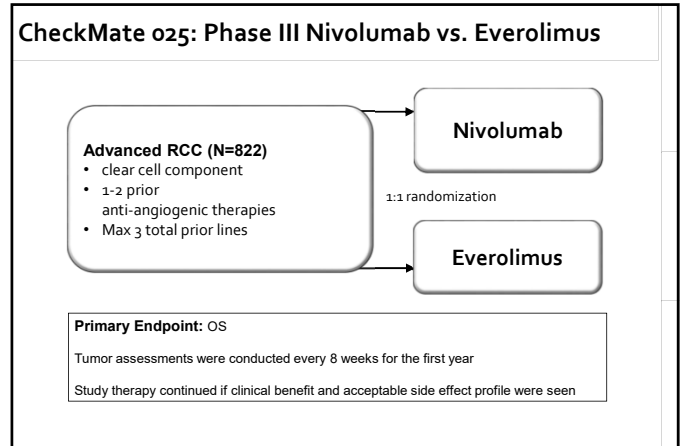 CheckMate 025: Phase III Nivolumab vs. Everolimus
Advanced RCC (N=822)
• clear cell component
• 1-2 prior
anti-angiogenic therapies
• Max 3 total prior lines
Nivolumab
1:1 randomization
Everolimus
Primary Endpoint: OS
Tumor assessments were conducted every 8 weeks for the first year
Study therapy continued if clinical benefit and acceptable side effect profile were seen